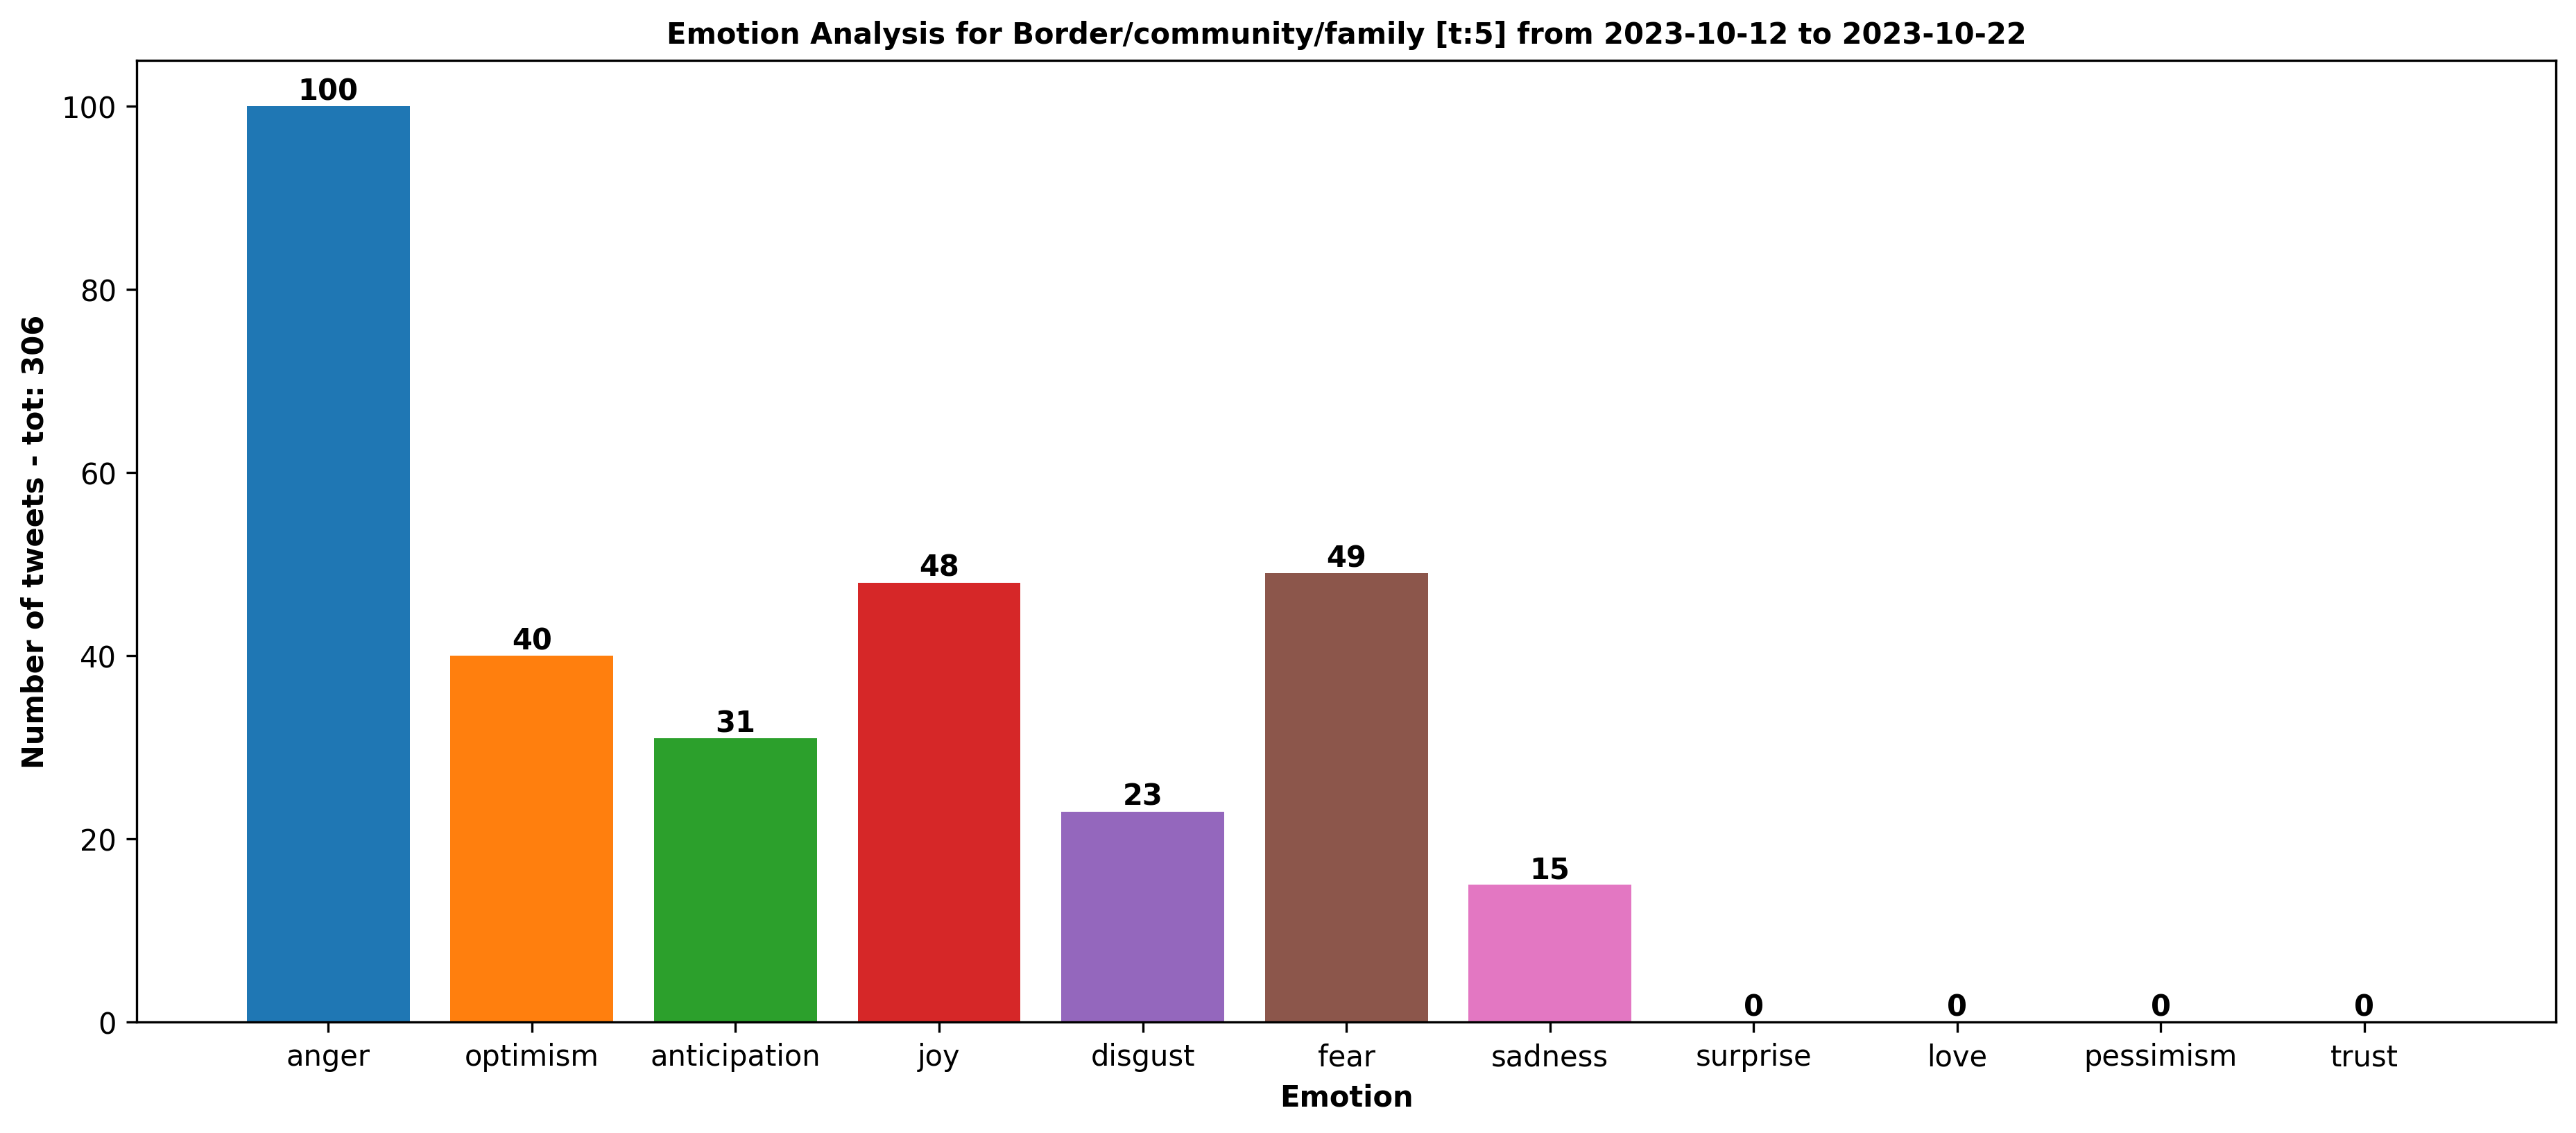 Emotion Analysis for Border/community/family [t:5] from 2023-10-12 to 2023-10-22
Number of tweets - tot: 306
100
80
60
40
20
0
100
40
31
48
23
49
15
0
0
0
0
anger
optimism
anticipation
joy
disgust
fear
sadness
surprise
love
pessimism
trust
Emotion